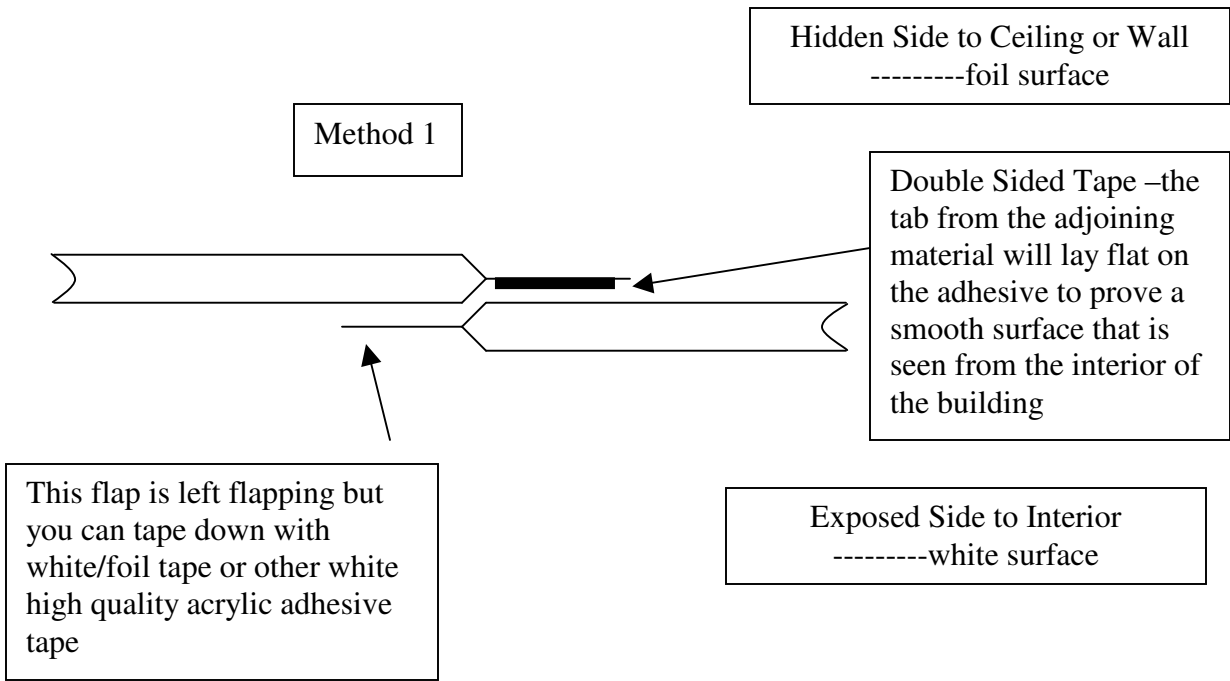 Hidden Side to Ceiling or Wall
---------foil surface
Method 1
Double Sided Tape –the
tab from the adjoining
material will lay flat on
the adhesive to prove a
smooth surface that is
seen from the interior of
the building
This flap is left flapping but
you can tape down with
white/foil tape or other white
high quality acrylic adhesive
tape
Exposed Side to Interior
---------white surface